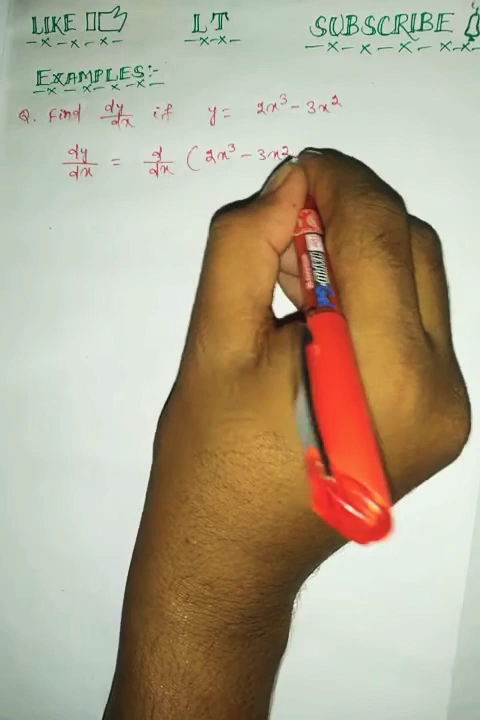 LIKE LT SUBSCRIBE
-x-x-x- -x-x- -x-x-x-x-x-
EXAMPLES:-
Q. Find dy/dx if y = 2x³ - 3x²
dy/dx = d/dx (2x³ - 3x²